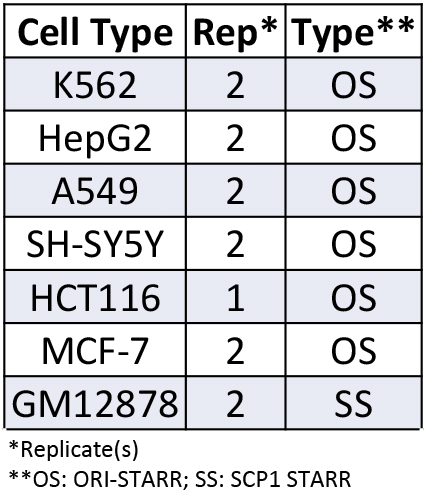 Cell Type Rep* Type**
K562 2 OS
HepG2 2 OS
A549 2 OS
SH-SY5Y 2 OS
HCT116 1 OS
MCF-7 2 OS
GM12878 2 SS
*Replicate(s)
**OS: ORI-STARR; SS: SCP1 STARR